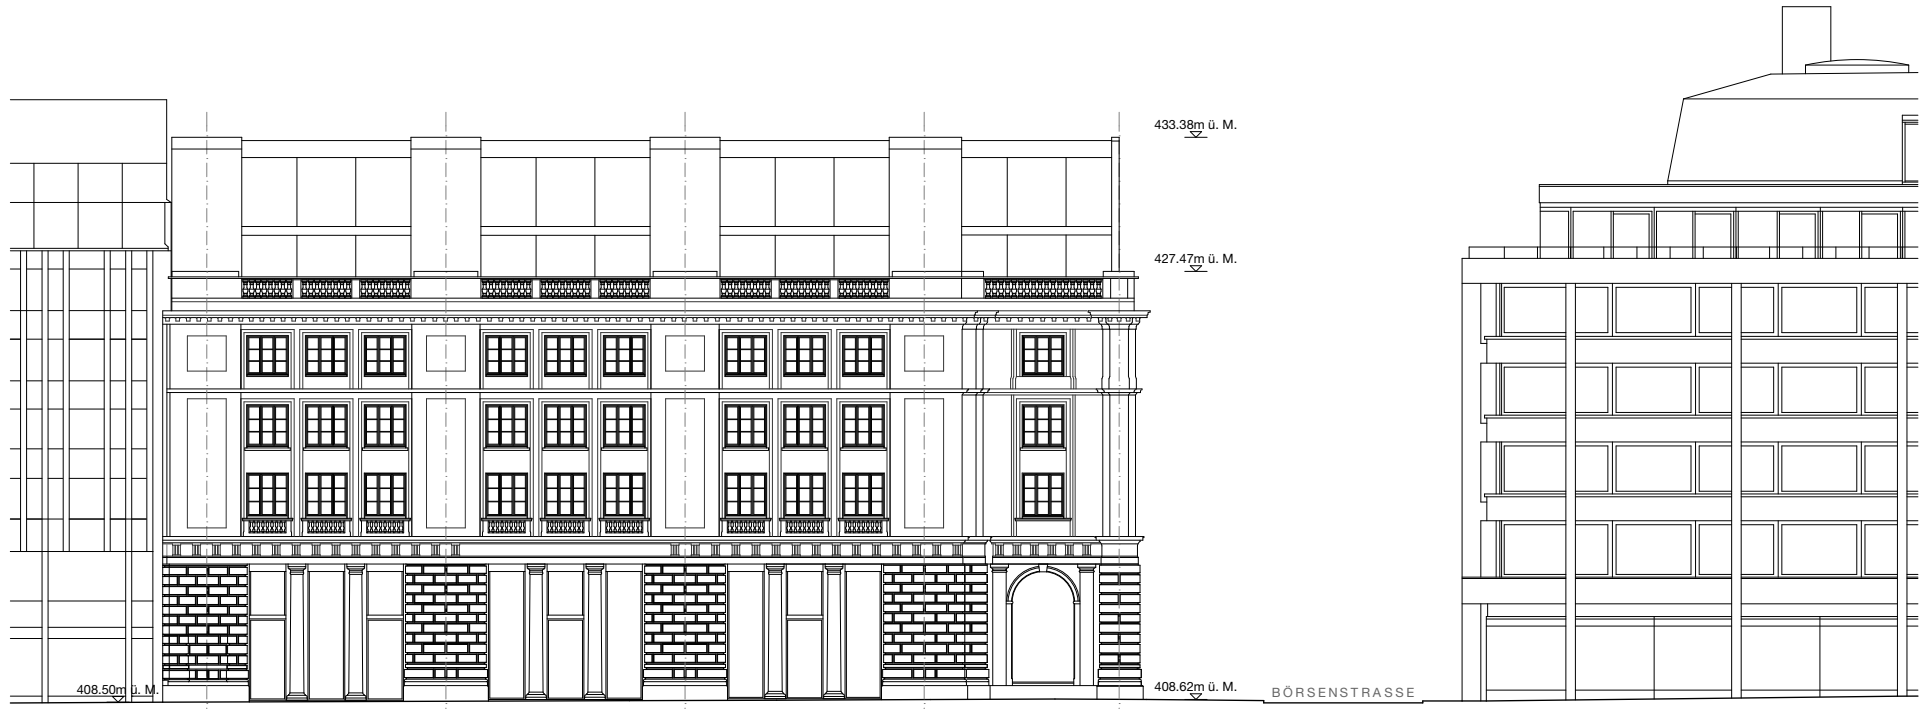 433.38m ü. M.
427.47m ü. M.
408.50m ü. M.
408.62m ü. M.
BÖRSENSTRASSE